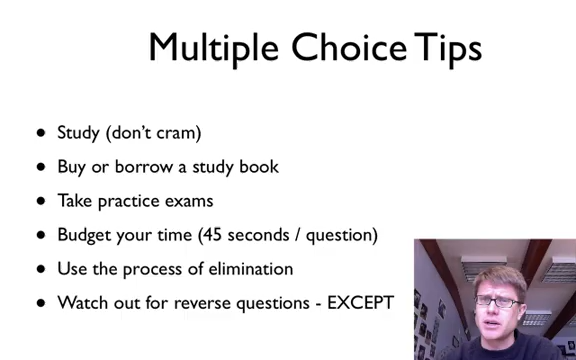 Multiple Choice Tips
• Study (don't cram)
• Buy or borrow a study book
• Take practice exams
• Budget your time (45 seconds / question)
• Use the process of elimination
• Watch out for reverse questions - EXCEPT